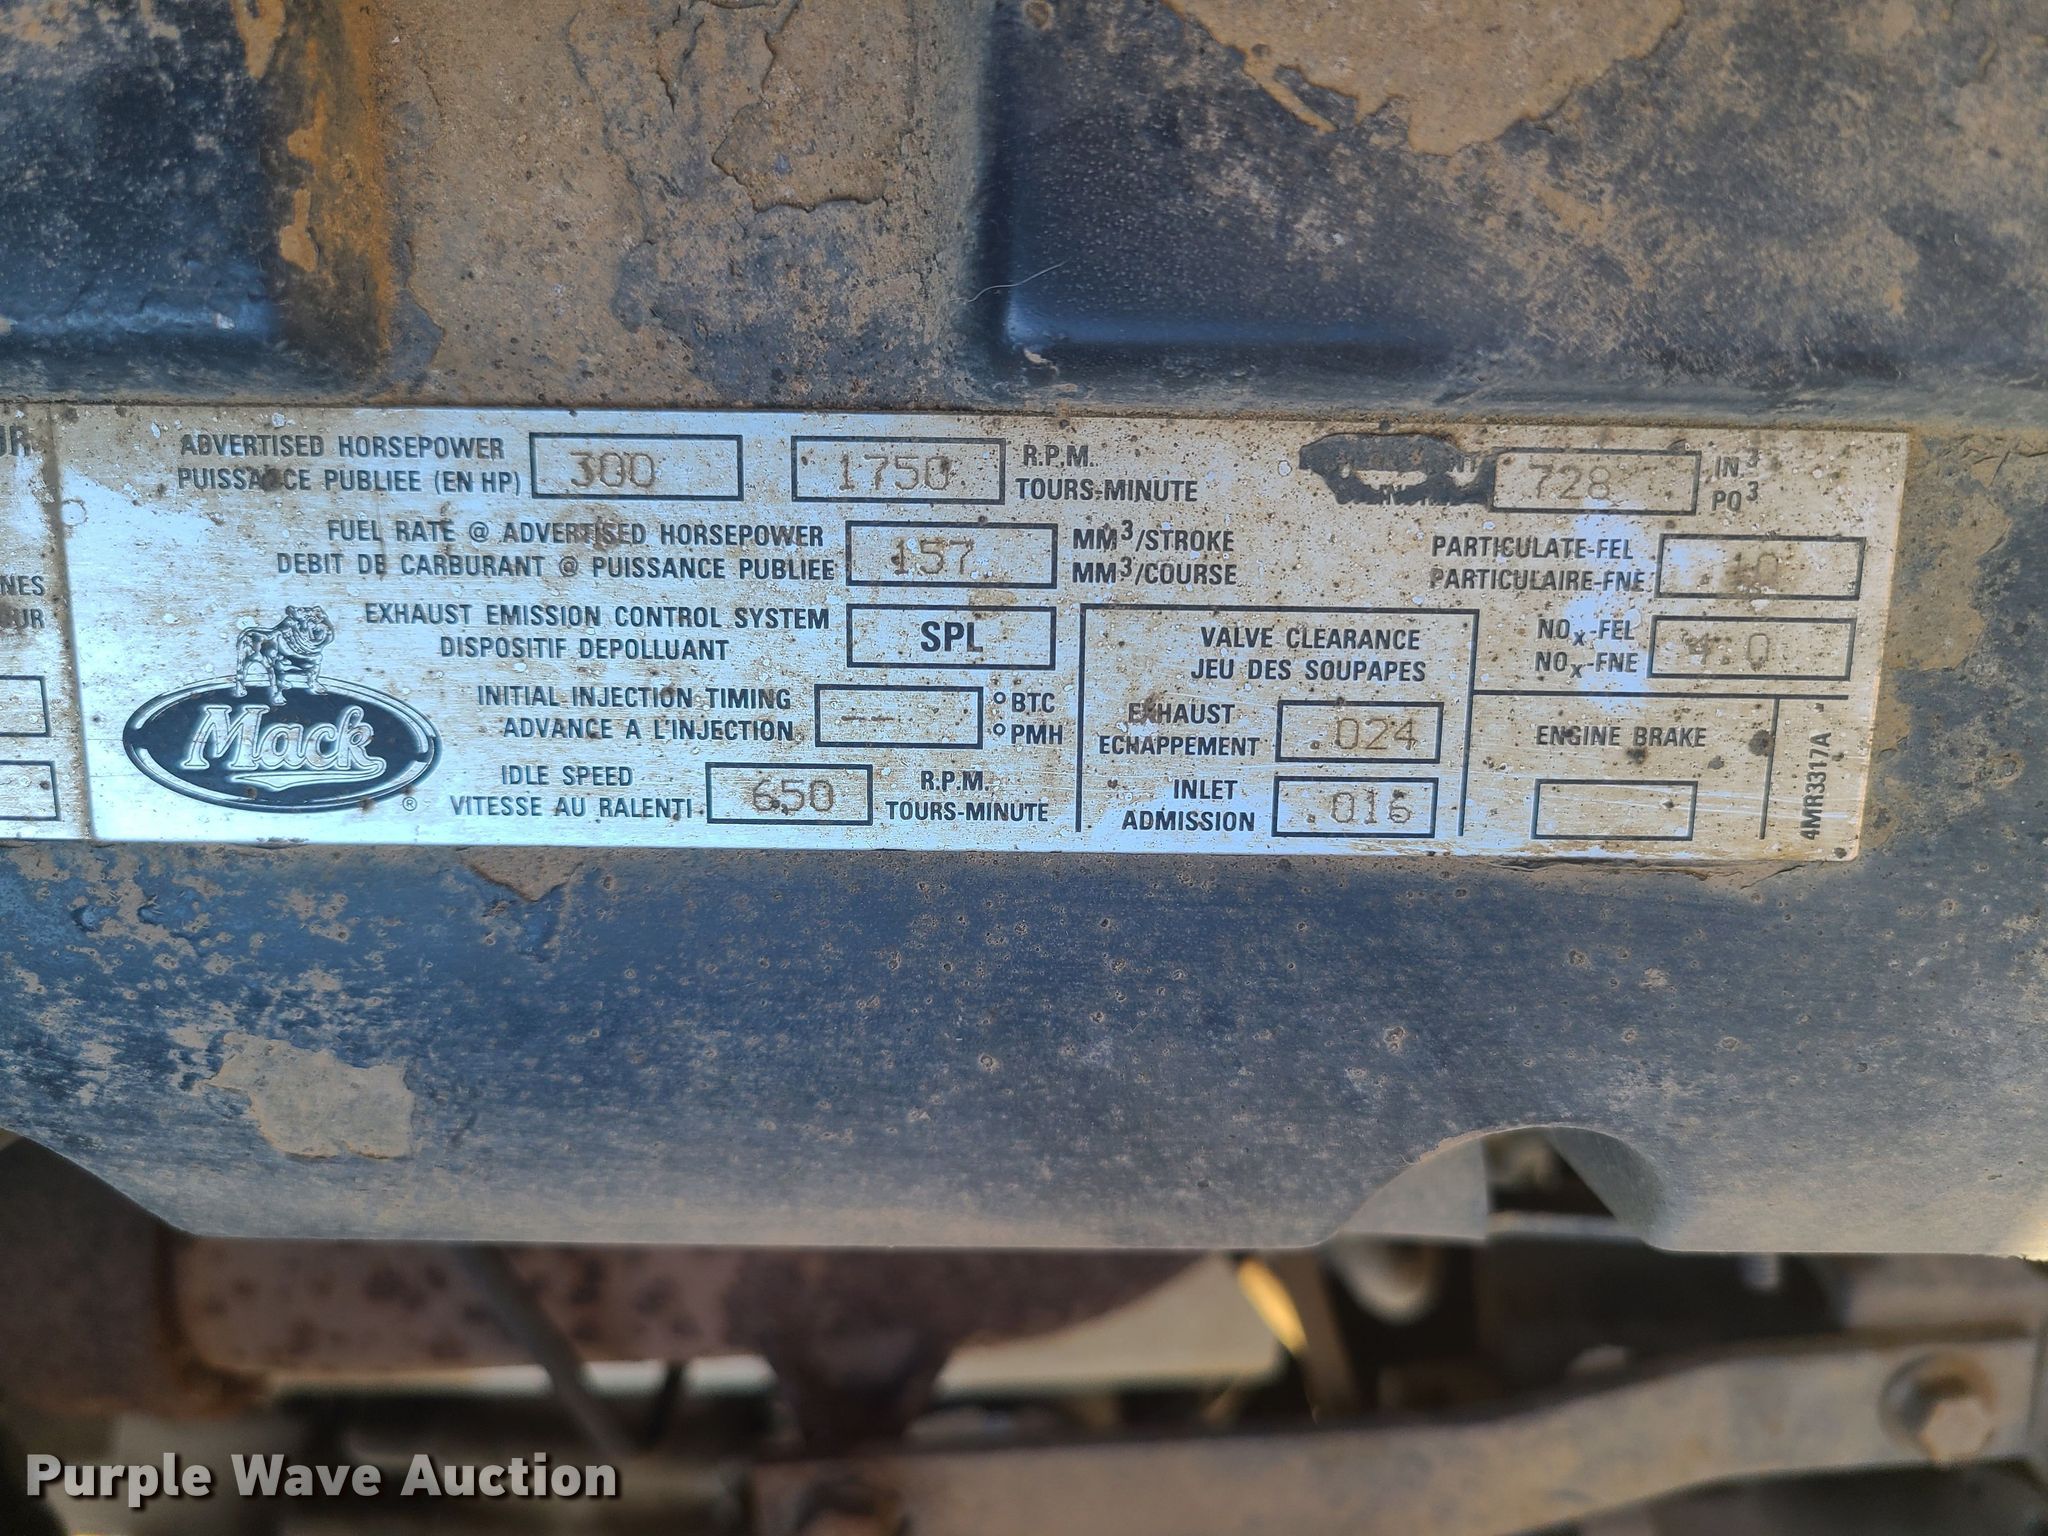 UR
ADVERTISED HORSEPOWER 300 1750 R.P.M. 728 IN³
PUISSANCE PUBLIEE (EN HP) TOURS-MINUTE PO³
FUEL RATE @ ADVERTISED HORSEPOWER 157 MM³/STROKE PARTICULATE-FEL .10
DEBIT DE CARBURANT @ PUISSANCE PUBLIEE MM³/COURSE PARTICULAIRE-FNE
NES
UR
EXHAUST EMISSION CONTROL SYSTEM SPL
DISPOSITIF DEPOLLUANT
NOx-FEL 4.0
NOx-FNE
VALVE CLEARANCE
JEU DES SOUPAPES
INITIAL INJECTION TIMING -- °BTC
ADVANCE A L'INJECTION °PMH
EXHAUST .024
ECHAPPEMENT
ENGINE BRAKE
Mack ®
IDLE SPEED 650 R.P.M.
VITESSE AU RALENTI TOURS-MINUTE
INLET .016
ADMISSION
4MR3317A
Purple Wave Auction